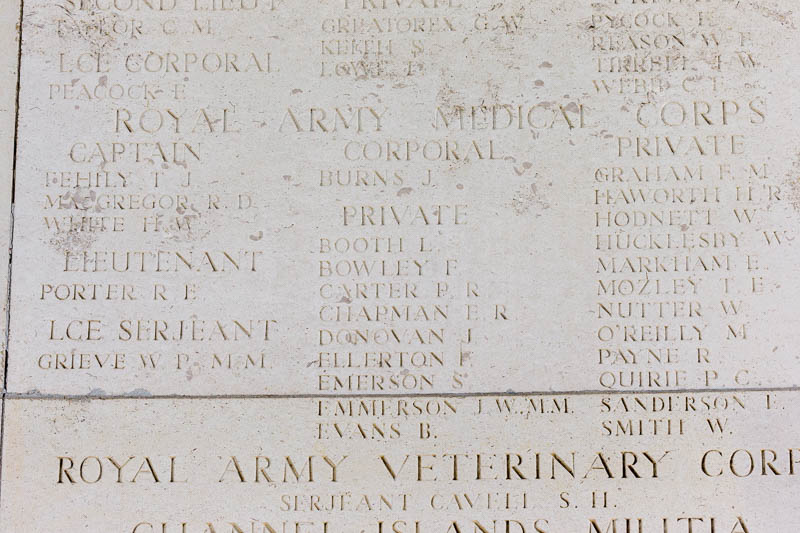 SECOND LIEUT
TAYLOR C. M.
LCE CORPORAL
PEACOCK E.
PRIVATE
GREATOREX G. W.
KEKEH S.
LOWE
PRIVATE
PYCOCK
REASON W. F.
W.
WEBB C.
ROYAL ARMY MEDICAL CORPS
CAPTAIN
FEHILY T. J.
MACGREGOR R. D.
WHITE H. W.
LIEUTENANT
PORTER R. E.
LCE SERJEANT
GRIEVE W. P., M.M.
CORPORAL
BURNS J.
PRIVATE
BOOTH L.
BOWLEY F.
CARTER P. R.
CHAPMAN E. R.
DONOVAN J.
ELLERTON F.
EMERSON S.
EMMERSON J. W., M.M.
EVANS B.
PRIVATE
GRAHAM F. M.
HAWORTH H. R.
HODNETT W.
HUCKLESBY W.
MARKHAM E.
MOZLEY T. E.
NUTTER W.
O'REILLY M.
PAYNE R.
QUIRIE P. C.
SANDERSON E.
SMITH W.
ROYAL ARMY VETERINARY CORP
SERJEANT CAVELL S. H.
CHANNEL ISLANDS MILITIA